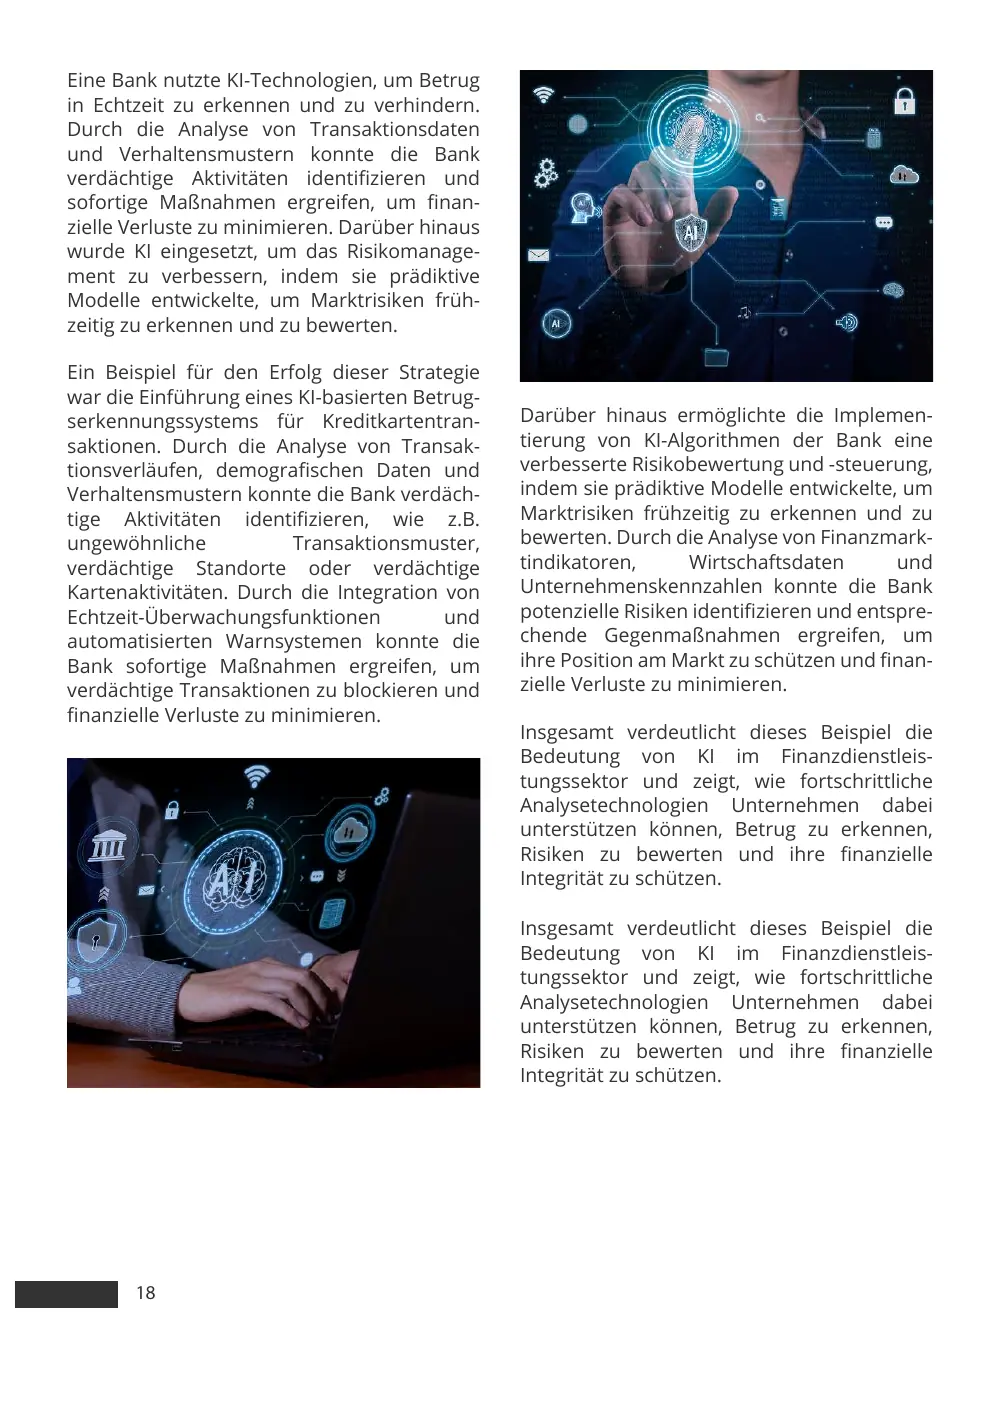 Eine Bank nutzte KI-Technologien, um Betrug
in Echtzeit zu erkennen und zu verhindern.
Durch die Analyse von Transaktionsdaten
und Verhaltensmustern konnte die Bank
verdächtige Aktivitäten identifizieren und
sofortige Maßnahmen ergreifen, um finan-
zielle Verluste zu minimieren. Darüber hinaus
wurde KI eingesetzt, um das Risikomanage-
ment zu verbessern, indem sie prädiktive
Modelle entwickelte, um Marktrisiken früh-
zeitig zu erkennen und zu bewerten.
Ein Beispiel für den Erfolg dieser Strategie
war die Einführung eines KI-basierten Betrug-
serkennungssystems für Kreditkartentran-
saktionen. Durch die Analyse von Transak-
tionsverläufen, demografischen Daten und
Verhaltensmustern konnte die Bank verdäch-
tige Aktivitäten identifizieren, wie z.B.
ungewöhnliche Transaktionsmuster,
verdächtige Standorte oder verdächtige
Kartenaktivitäten. Durch die Integration von
Echtzeit-Überwachungsfunktionen und
automatisierten Warnsystemen konnte die
Bank sofortige Maßnahmen ergreifen, um
verdächtige Transaktionen zu blockieren und
finanzielle Verluste zu minimieren.
AI
AI
AI
AI
Darüber hinaus ermöglichte die Implemen-
tierung von KI-Algorithmen der Bank eine
verbesserte Risikobewertung und -steuerung,
indem sie prädiktive Modelle entwickelte, um
Marktrisiken frühzeitig zu erkennen und zu
bewerten. Durch die Analyse von Finanzmark-
tindikatoren, Wirtschaftsdaten und
Unternehmenskennzahlen konnte die Bank
potenzielle Risiken identifizieren und entspre-
chende Gegenmaßnahmen ergreifen, um
ihre Position am Markt zu schützen und finan-
zielle Verluste zu minimieren.
Insgesamt verdeutlicht dieses Beispiel die
Bedeutung von KI im Finanzdienstleis-
tungssektor und zeigt, wie fortschrittliche
Analysetechnologien Unternehmen dabei
unterstützen können, Betrug zu erkennen,
Risiken zu bewerten und ihre finanzielle
Integrität zu schützen.
Insgesamt verdeutlicht dieses Beispiel die
Bedeutung von KI im Finanzdienstleis-
tungssektor und zeigt, wie fortschrittliche
Analysetechnologien Unternehmen dabei
unterstützen können, Betrug zu erkennen,
Risiken zu bewerten und ihre finanzielle
Integrität zu schützen.
18